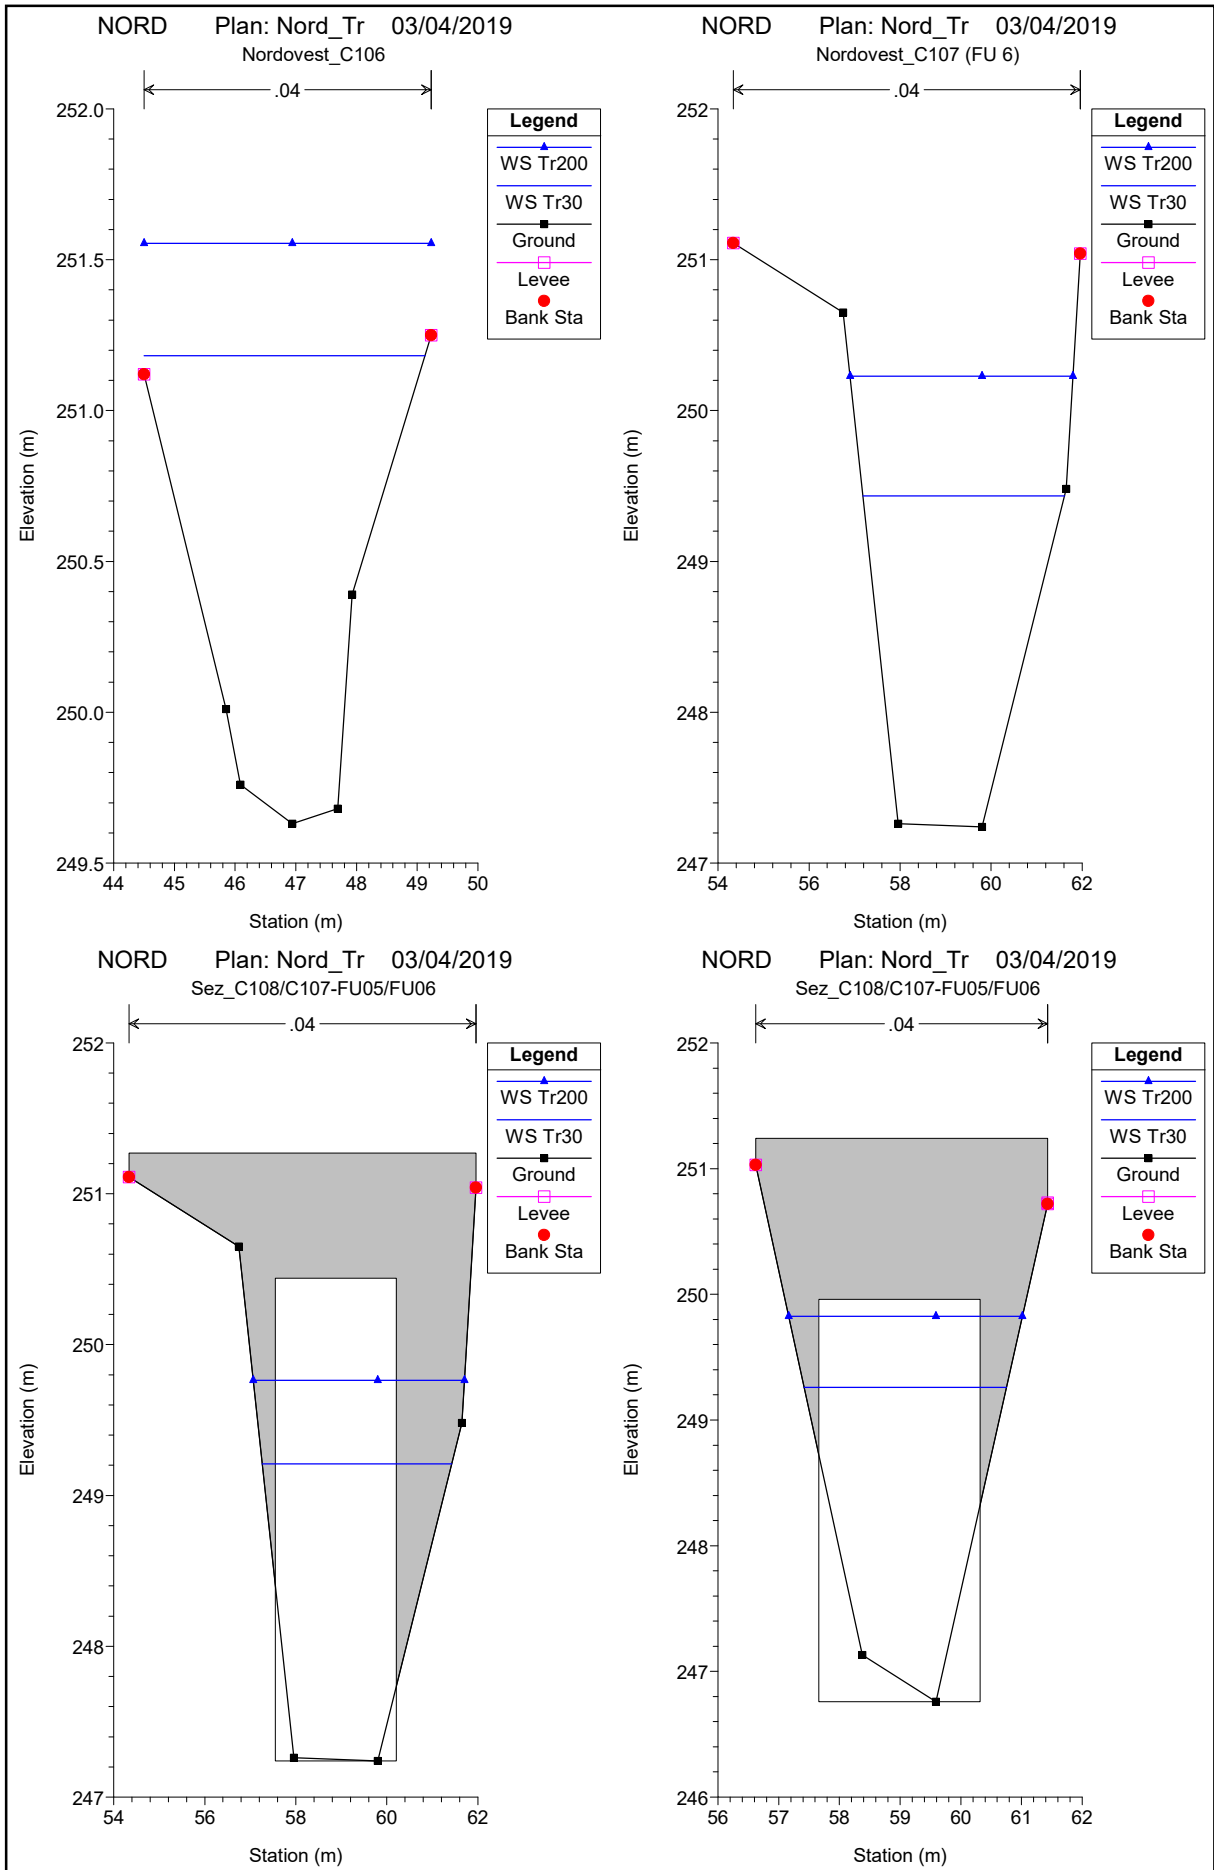 NORD Plan: Nord_Tr 03/04/2019
Nordovest_C106
.04
252.0
251.5
251.0
250.5
250.0
249.5
44 45 46 47 48 49 50
Station (m)
Elevation (m)
Legend
WS Tr200
WS Tr30
Ground
Levee
Bank Sta
NORD Plan: Nord_Tr 03/04/2019
Nordovest_C107 (FU 6)
.04
252
251
250
249
248
247
54 56 58 60 62
Station (m)
Elevation (m)
Legend
WS Tr200
WS Tr30
Ground
Levee
Bank Sta
NORD Plan: Nord_Tr 03/04/2019
Sez_C108/C107-FU05/FU06
.04
252
251
250
249
248
247
54 56 58 60 62
Station (m)
Elevation (m)
Legend
WS Tr200
WS Tr30
Ground
Levee
Bank Sta
NORD Plan: Nord_Tr 03/04/2019
Sez_C108/C107-FU05/FU06
.04
252
251
250
249
248
247
246
56 57 58 59 60 61 62
Station (m)
Elevation (m)
Legend
WS Tr200
WS Tr30
Ground
Levee
Bank Sta